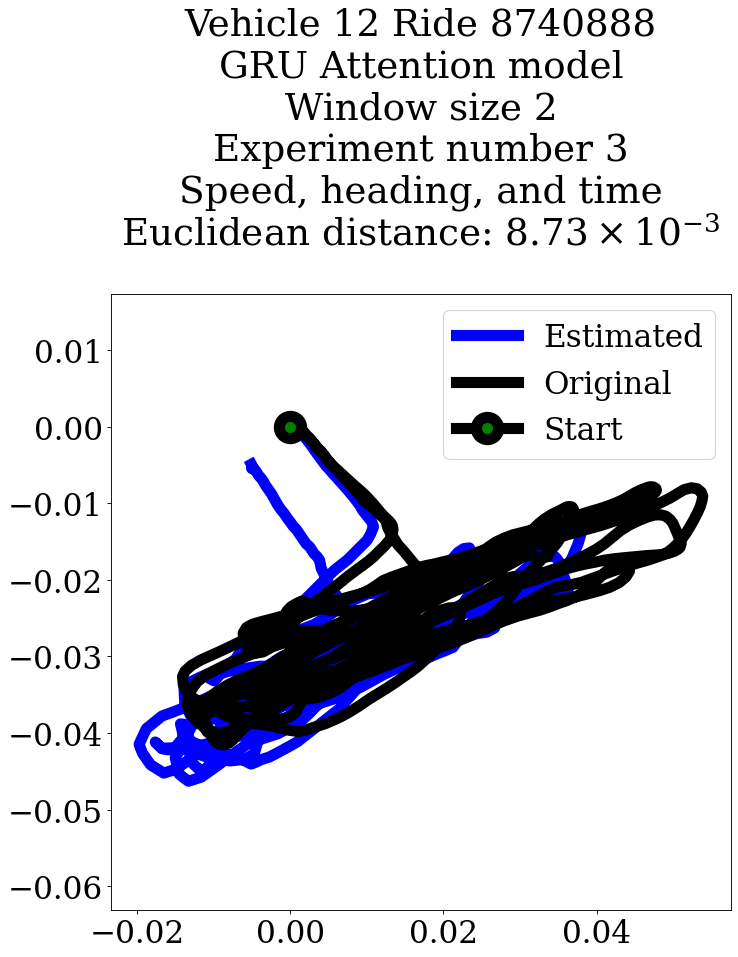 Vehicle 12 Ride 8740888
GRU Attention model
Window size 2
Experiment number 3
Speed, heading, and time
Euclidean distance: 8.73 × 10⁻³
Estimated
Original
Start
0.01
0.00
−0.01
−0.02
−0.03
−0.04
−0.05
−0.06
−0.02 0.00 0.02 0.04